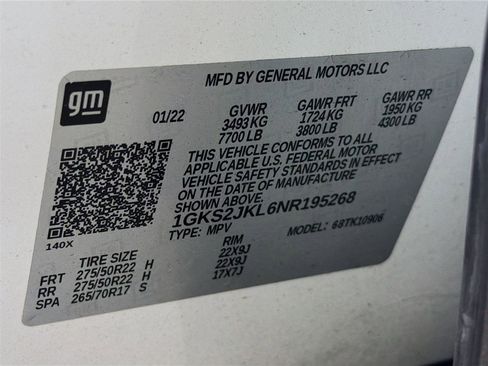 gm
MFD BY GENERAL MOTORS LLC
01/22 GVWR GAWR FRT GAWR RR
3493 KG 1724 KG 1950 KG
7700 LB 3800 LB 4300 LB
THIS VEHICLE CONFORMS TO ALL
APPLICABLE U.S. FEDERAL MOTOR
VEHICLE SAFETY STANDARDS IN EFFECT
ON THE DATE OF MANUFACTURE
SHOWN ABOVE.
1GKS2JKL6NR195268
TYPE: MPV MODEL: 68TK10906
140X
TIRE SIZE RIM
FRT 275/50R22 H 22X9J
RR 275/50R22 H 22X9J
SPA 265/70R17 S 17X7J